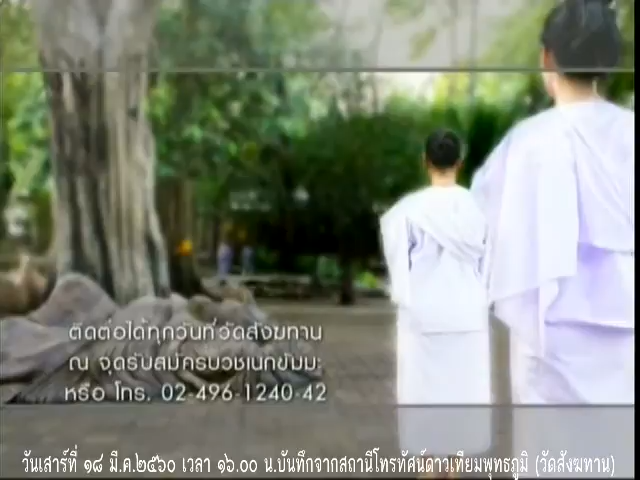 ติดต่อได้ทุกวันที่วัดสังฆทาน
ณ จุดรับสมัครบวชเนกขัมมะ
หรือ โทร. 02-496-1240-42
วันเสาร์ที่ ๑๘ มี.ค.๒๕๖๐ เวลา ๑๖.๐๐ น.บันทึกจากสถานีโทรทัศน์ดาวเทียมพุทธภูมิ (วัดสังฆทาน)